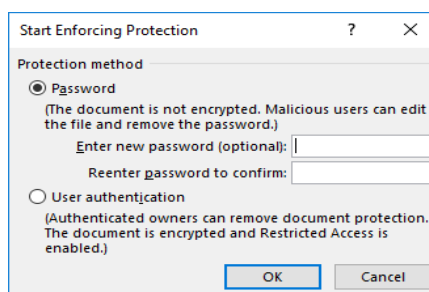 Start Enforcing Protection ? ×
Protection method
Password
(The document is not encrypted. Malicious users can edit
the file and remove the password.)
Enter new password (optional):
Reenter password to confirm:
User authentication
(Authenticated owners can remove document protection.
The document is encrypted and Restricted Access is
enabled.)
OK Cancel